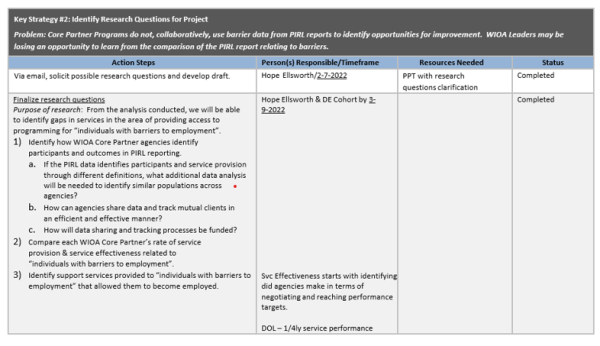 Key Strategy #2: Identify Research Questions for Project
Problem: Core Partner Programs do not, collaboratively, use barrier data from PIRL reports to identify opportunities for improvement. WIOA Leaders may be
losing an opportunity to learn from the comparison of the PIRL report relating to barriers.
Action Steps
Person(s) Responsible/Timeframe
Resources Needed
Status
Via email, solicit possible research questions and develop draft.
Hope Ellsworth/2-7-2022
PPT with research
questions clarification
Completed
Finalize research questions
Purpose of research: From the analysis conducted, we will be able
to identify gaps in services in the area of providing access to
programming for "individuals with barriers to employment".
1) Identify how WIOA Core Partner agencies identify
participants and outcomes in PIRL reporting.
a. If the PIRL data identifies participants and service provision
through different definitions, what additional data analysis
will be needed to identify similar populations across
agencies?
b. How can agencies share data and track mutual clients in
an efficient and effective manner?
c. How will data sharing and tracking processes be funded?
2) Compare each WIOA Core Partner's rate of service
provision & service effectiveness related to
"individuals with barriers to employment".
3) Identify support services provided to "individuals with barriers to
employment" that allowed them to become employed.
Hope Ellsworth & DE Cohort by 3-
9-2022
Svc Effectiveness starts with identifying
did agencies make in terms of
negotiating and reaching performance
targets.
DOL – 1/4ly service performance
Completed